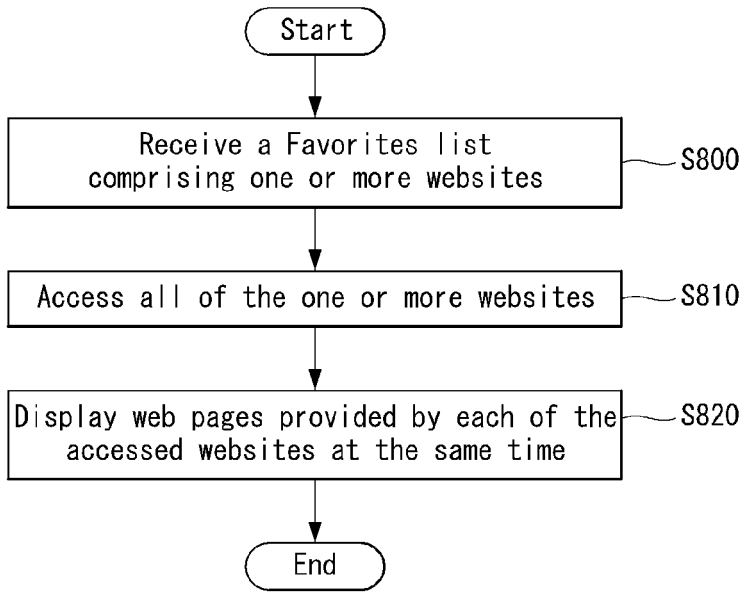 Start
Receive a Favorites list
comprising one or more websites
S800
Access all of the one or more websites
S810
Display web pages provided by each of the
accessed websites at the same time
S820
End